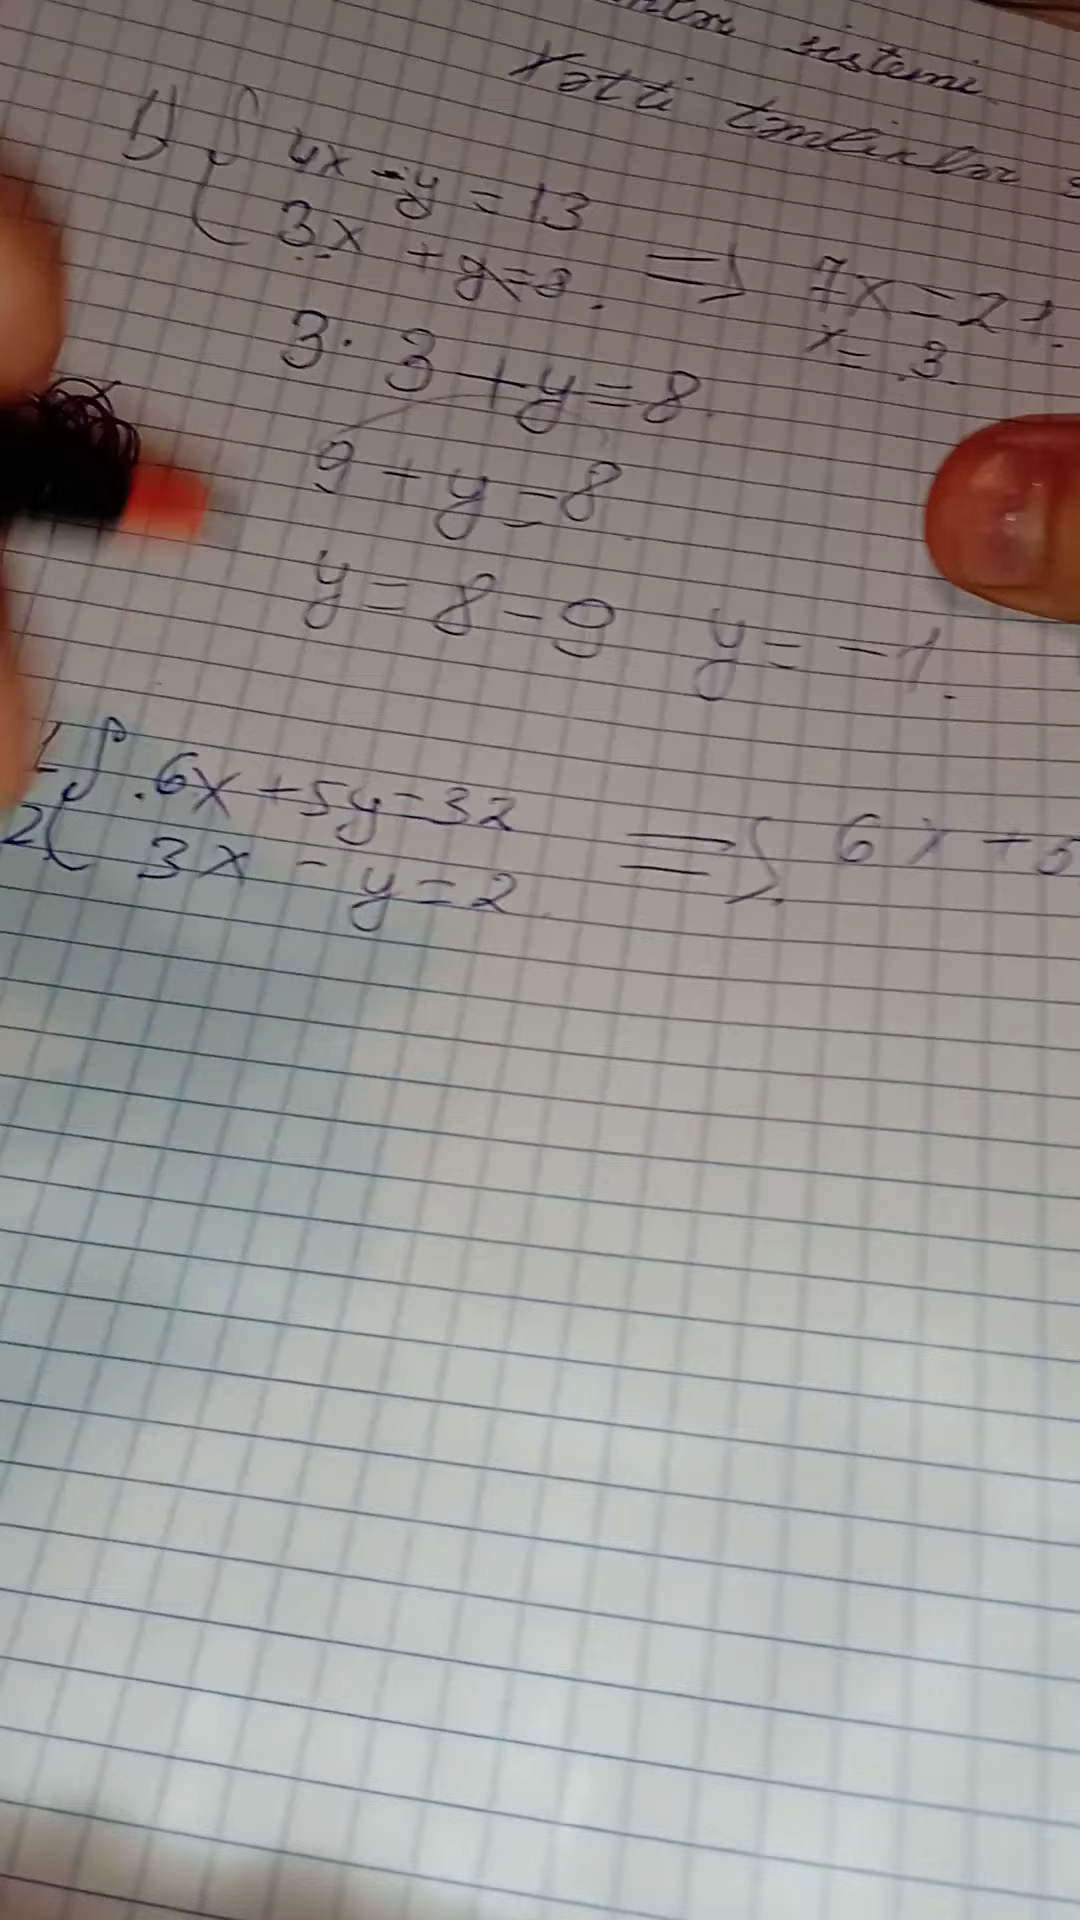 sistemi
Xətti tənliklər
1) { 4x - y = 13
3x + y = 8. => 7x = 21.
x = 3.
3 · 3 + y = 8.
9 + y = 8.
y = 8 - 9 y = -1.
1 { 6x + 5y = 32
2 3x - y = 2. => { 6x + 5